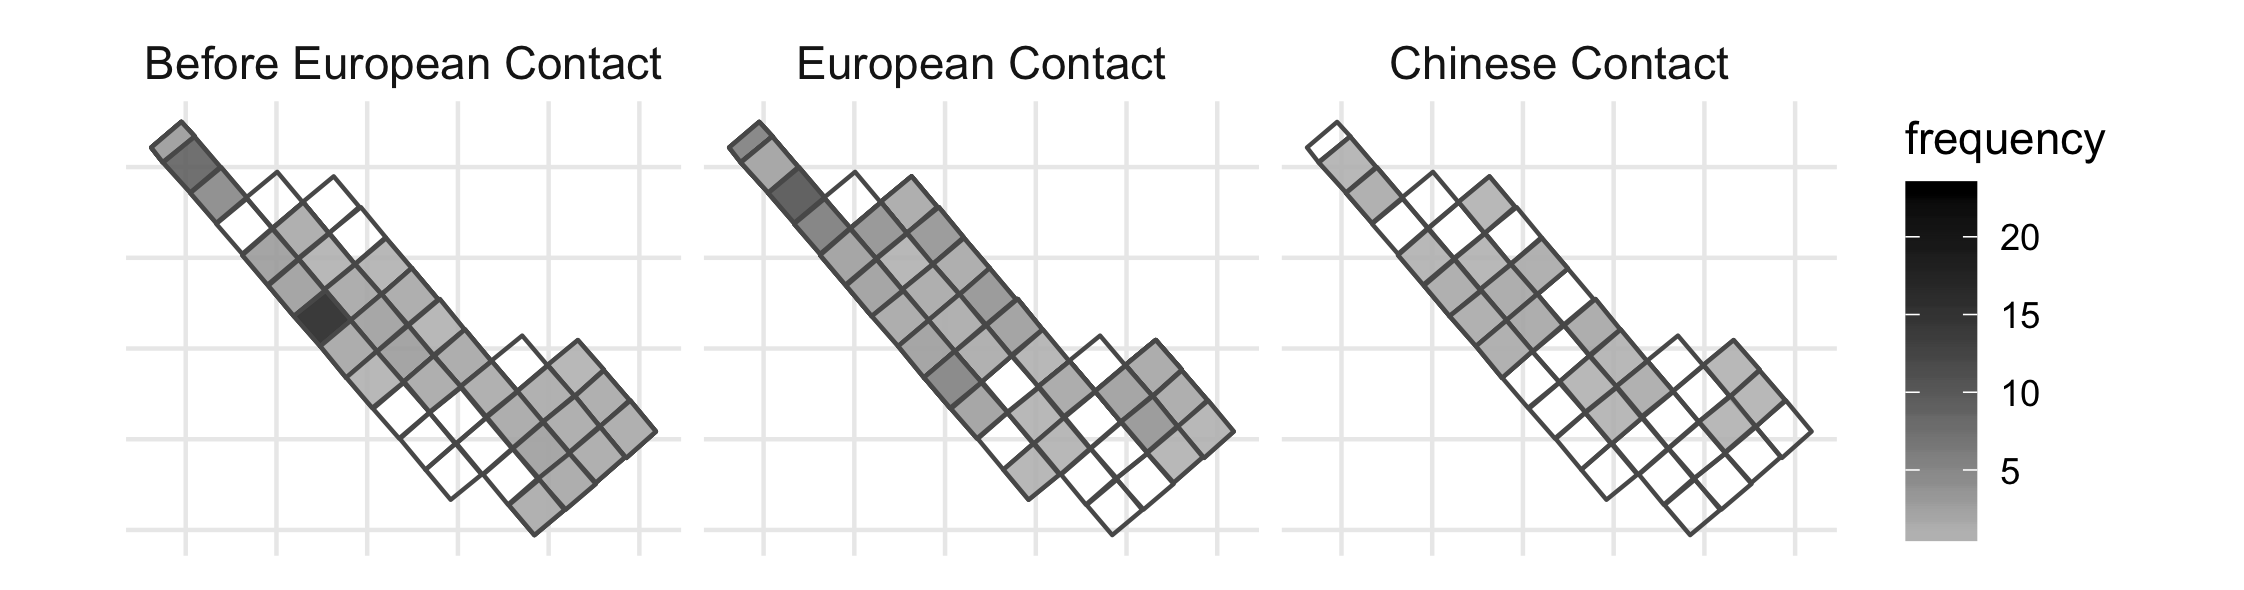 Before European Contact
European Contact
Chinese Contact
frequency
20
15
10
5